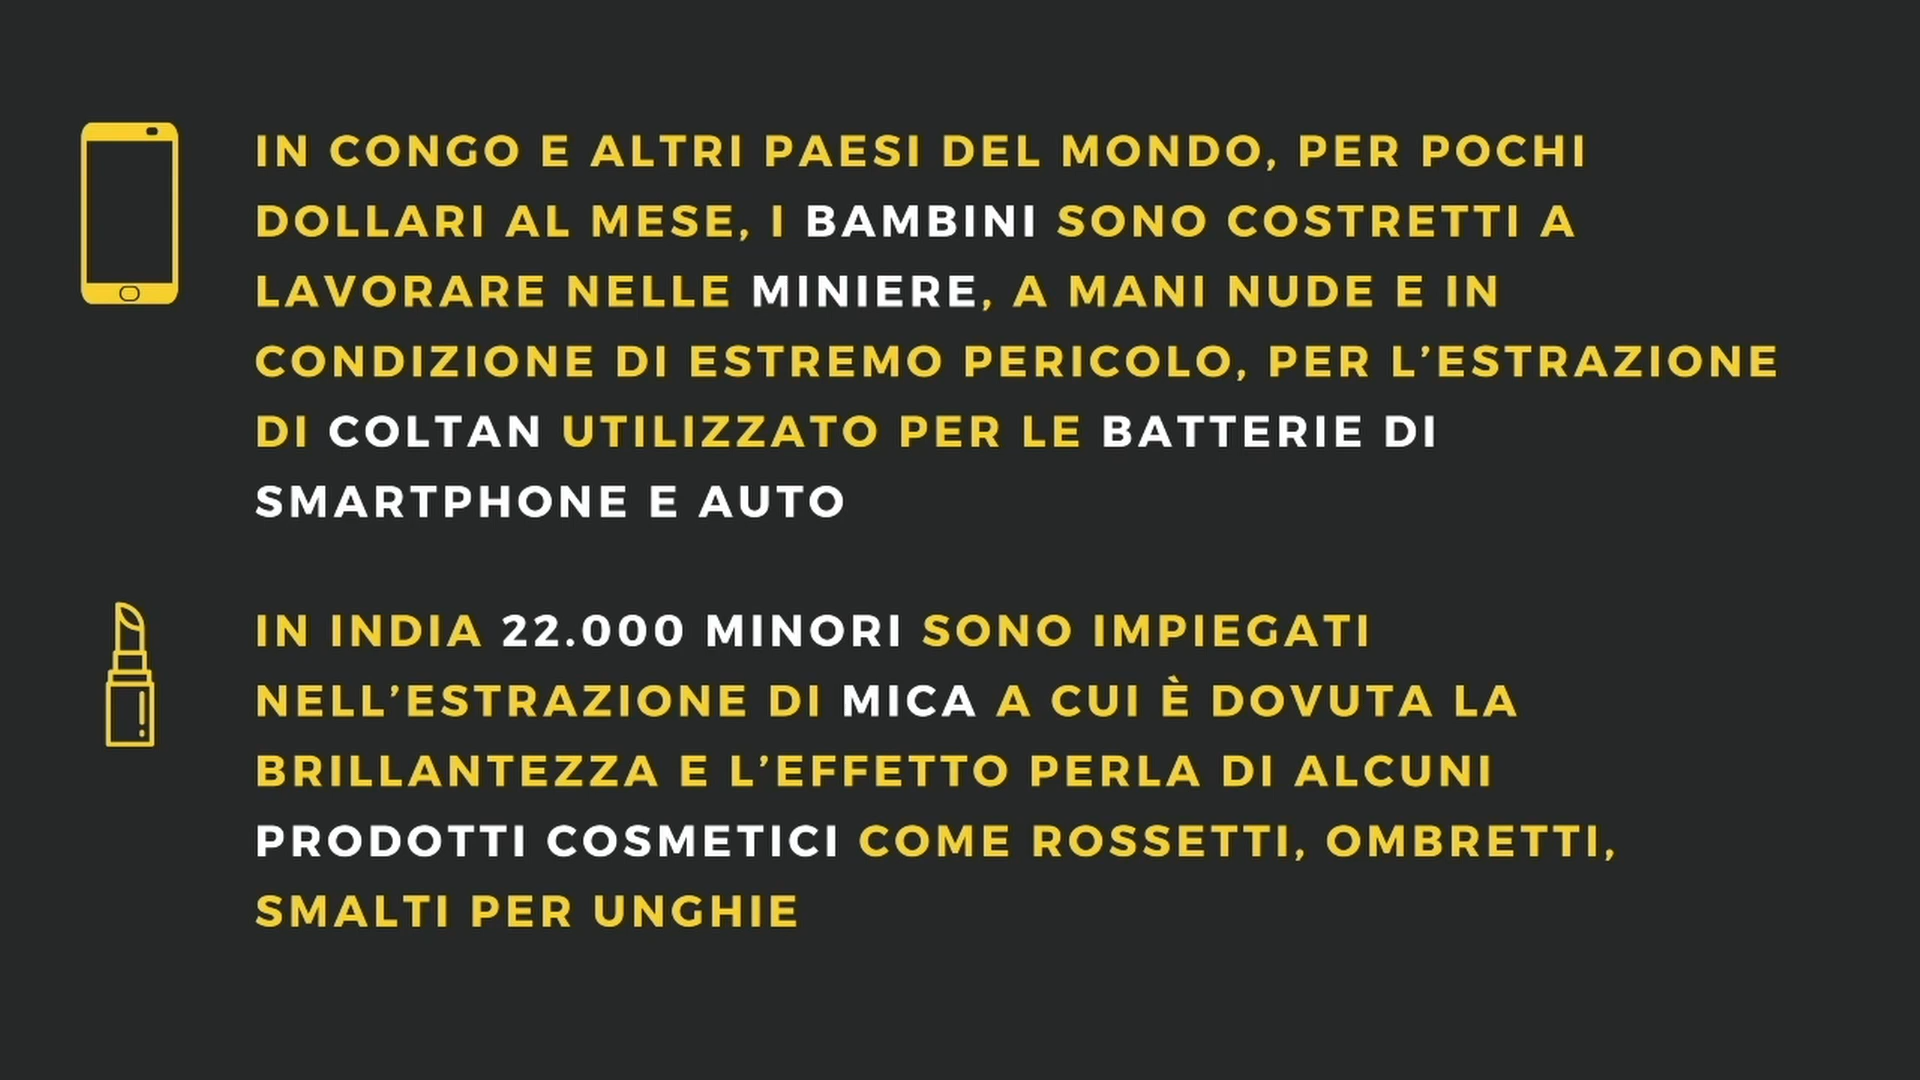 IN CONGO E ALTRI PAESI DEL MONDO, PER POCHI
DOLLARI AL MESE, I BAMBINI SONO COSTRETTI A
LAVORARE NELLE MINIERE, A MANI NUDE E IN
CONDIZIONE DI ESTREMO PERICOLO, PER L’ESTRAZIONE
DI COLTAN UTILIZZATO PER LE BATTERIE DI
SMARTPHONE E AUTO
IN INDIA 22.000 MINORI SONO IMPIEGATI
NELL’ESTRAZIONE DI MICA A CUI È DOVUTA LA
BRILLANTEZZA E L’EFFETTO PERLA DI ALCUNI
PRODOTTI COSMETICI COME ROSSETTI, OMBRETTI,
SMALTI PER UNGHIE